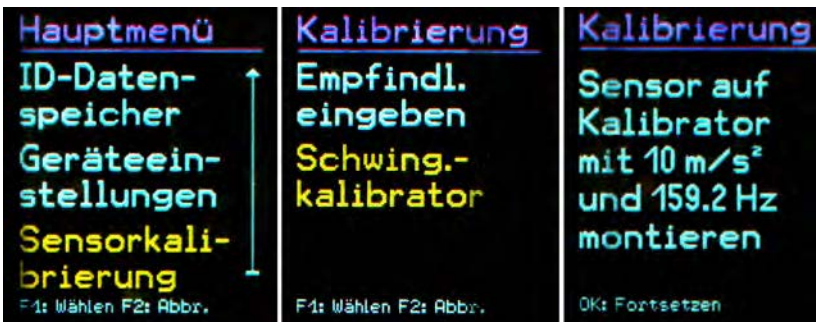 Hauptmenü
ID-Daten-
speicher
Geräteein-
stellungen
Sensorkali-
brierung
F1: Wählen F2: Abbr.
Kalibrierung
Empfindl.
eingeben
Schwing.-
kalibrator
F1: Wählen F2: Abbr.
Kalibrierung
Sensor auf
Kalibrator
mit 10 m/s²
und 159.2 Hz
montieren
OK: Fortsetzen